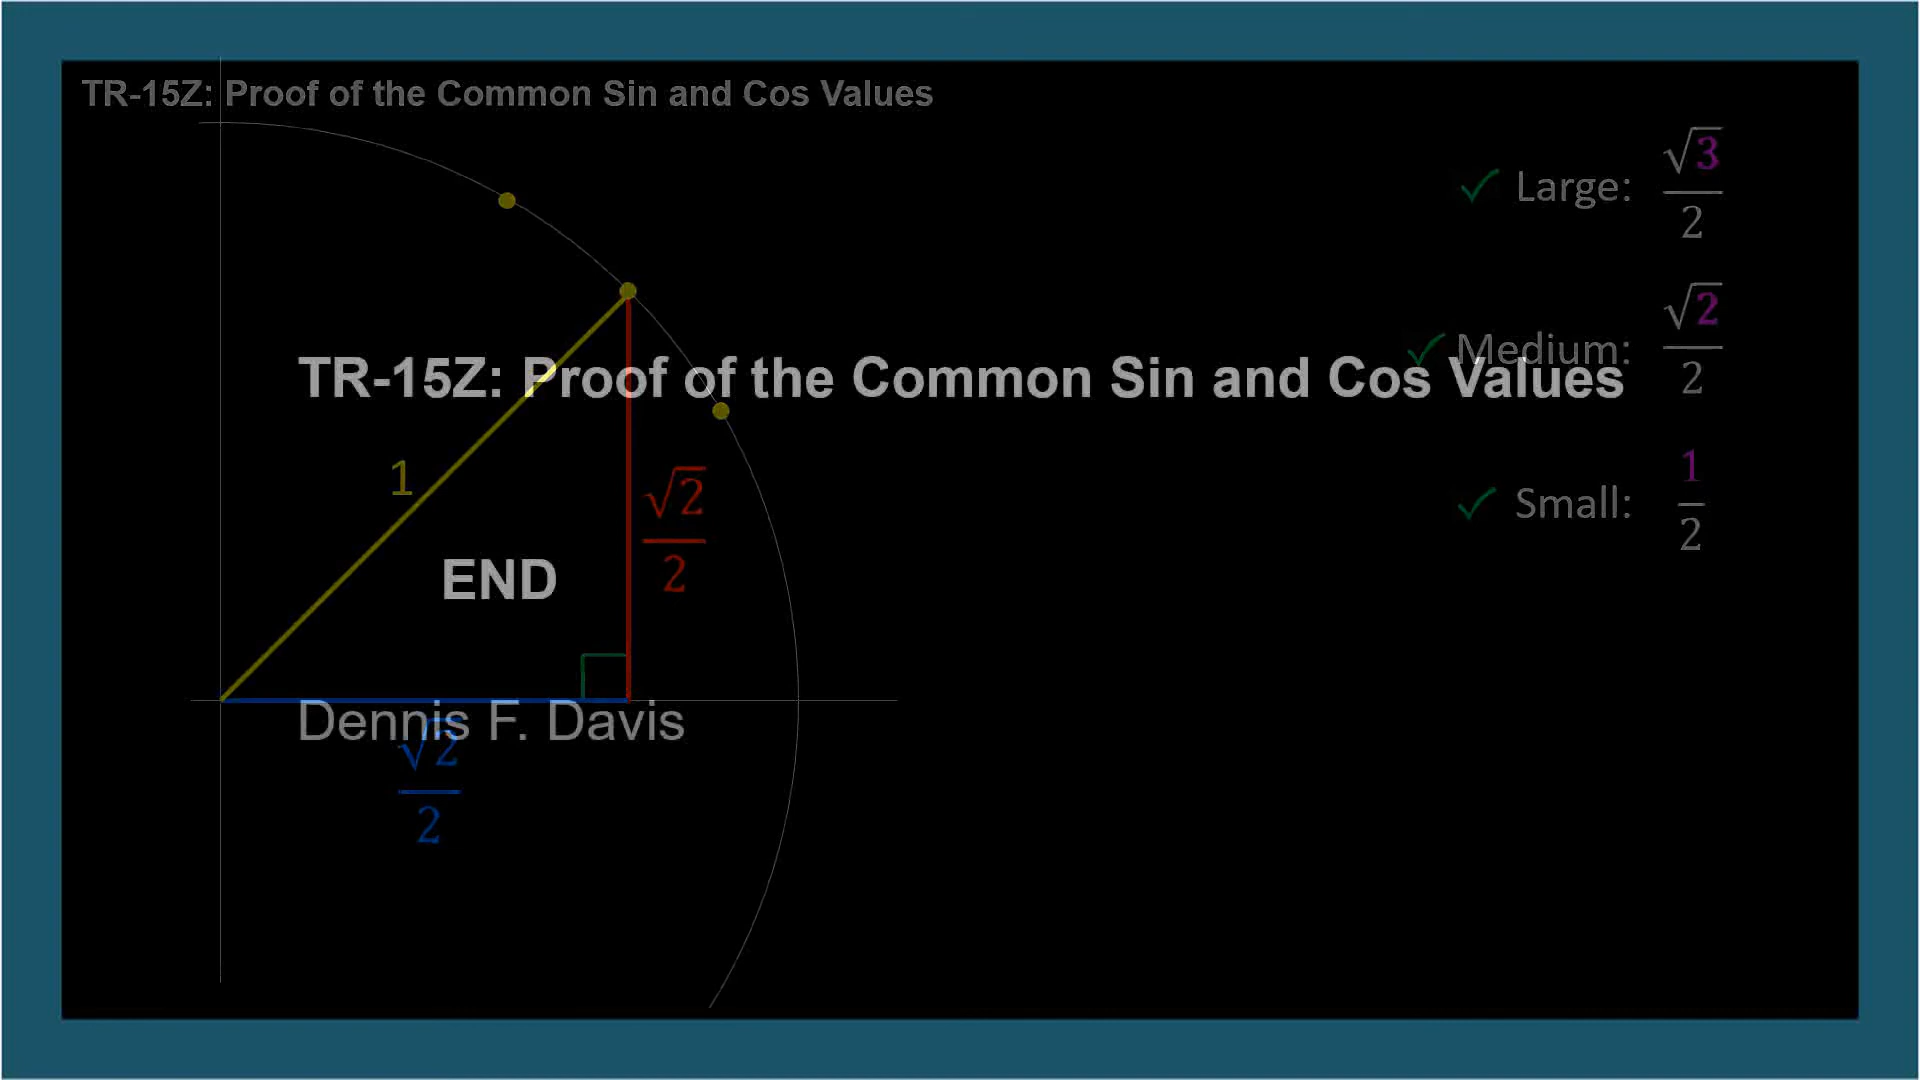 TR-15Z: Proof of the Common Sin and Cos Values
✓ Large: √3/2
✓ Medium: √2/2
TR-15Z: Proof of the Common Sin and Cos Values
1
√2/2
✓ Small: 1/2
END
Dennis F. Davis
√2/2